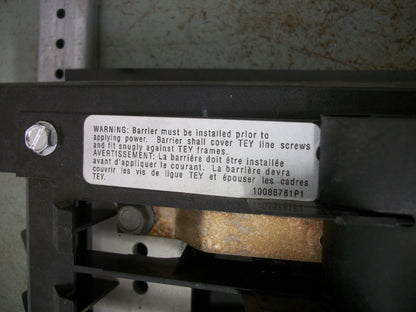 WARNING: Barrier must be installed prior to
applying power. Barrier shall cover TEY line screws
and fit snugly against TEY frames.
AVERTISSEMENT: La barriére doit être installée
avant d'appliquer le courant. La barrière devra
couvrir les vis de ligne TEY et épouser les cadres
TEY.
10086781P1